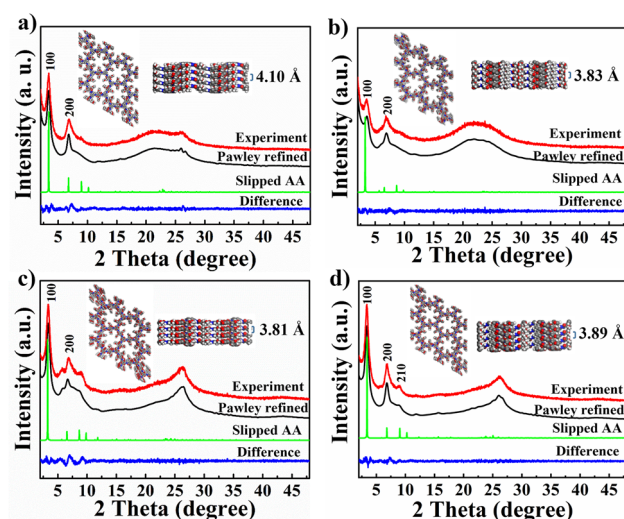 a)
Intensity (a. u.)
100
200
4.10 Å
Experiment
Pawley refined
Slipped AA
Difference
5 10 15 20 25 30 35 40 45
2 Theta (degree)
b)
Intensity (a. u.)
100
200
3.83 Å
Experiment
Pawley refined
Slipped AA
Difference
5 10 15 20 25 30 35 40 45
2 Theta (degree)
c)
Intensity (a.u.)
100
200
3.81 Å
Experiment
Pawley refined
Slipped AA
Difference
5 10 15 20 25 30 35 40 45
2 Theta (degree)
d)
Intensity (a.u.)
100
200
210
3.89 Å
Experiment
Pawley refined
Slipped AA
Difference
5 10 15 20 25 30 35 40 45
2 Theta (degree)